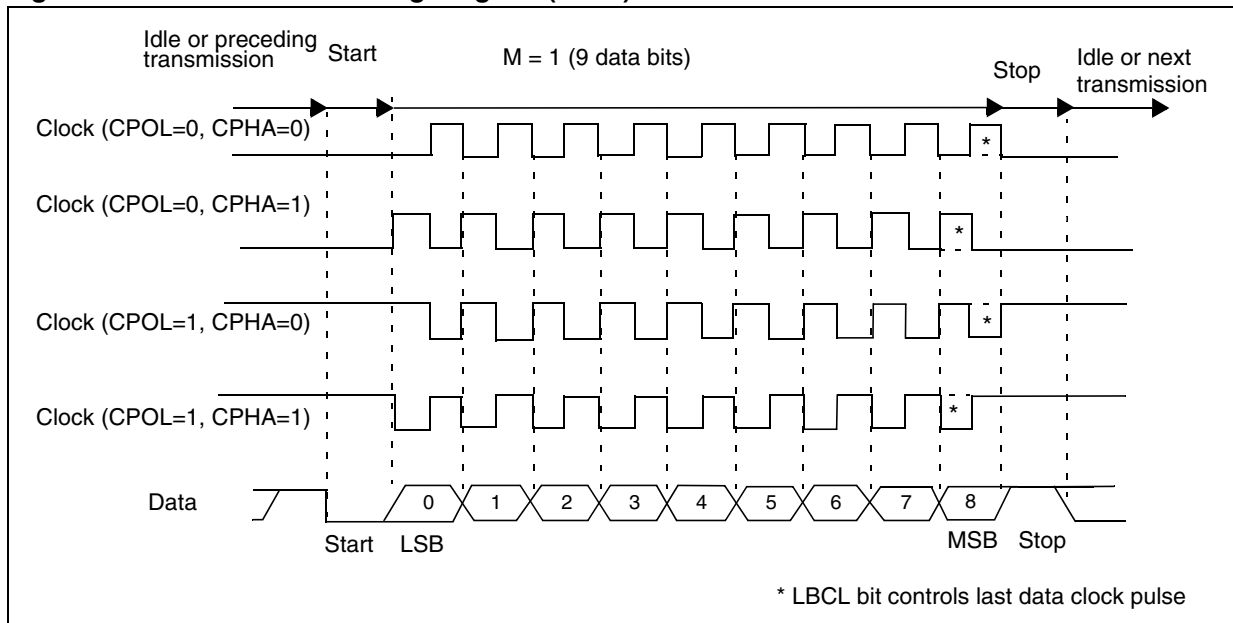 Idle or preceding
transmission
Start
M = 1 (9 data bits)
Stop
Idle or next
transmission
Clock (CPOL=0, CPHA=0)
*
Clock (CPOL=0, CPHA=1)
*
Clock (CPOL=1, CPHA=0)
*
Clock (CPOL=1, CPHA=1)
*
Data
0 1 2 3 4 5 6 7 8
Start LSB MSB Stop
* LBCL bit controls last data clock pulse